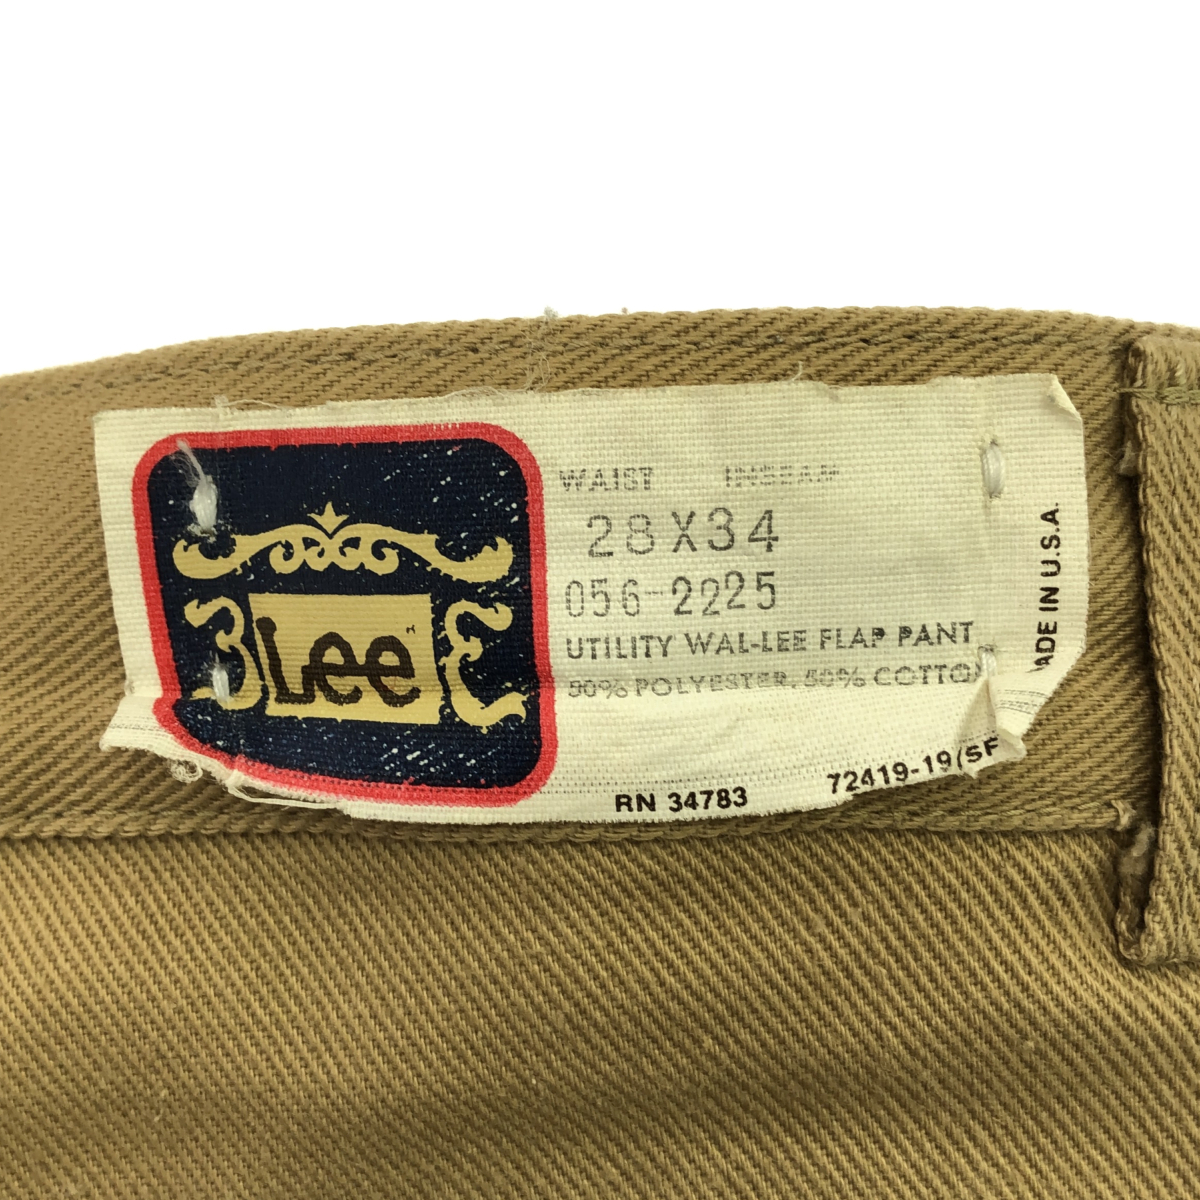 Lee
WAIST INSEAM
28X34
056-2225
UTILITY WAL-LEE FLAP PANT
50% POLYESTER, 50% COTTON
RN 34783
72419-19(SF
MADE IN U.S.A.